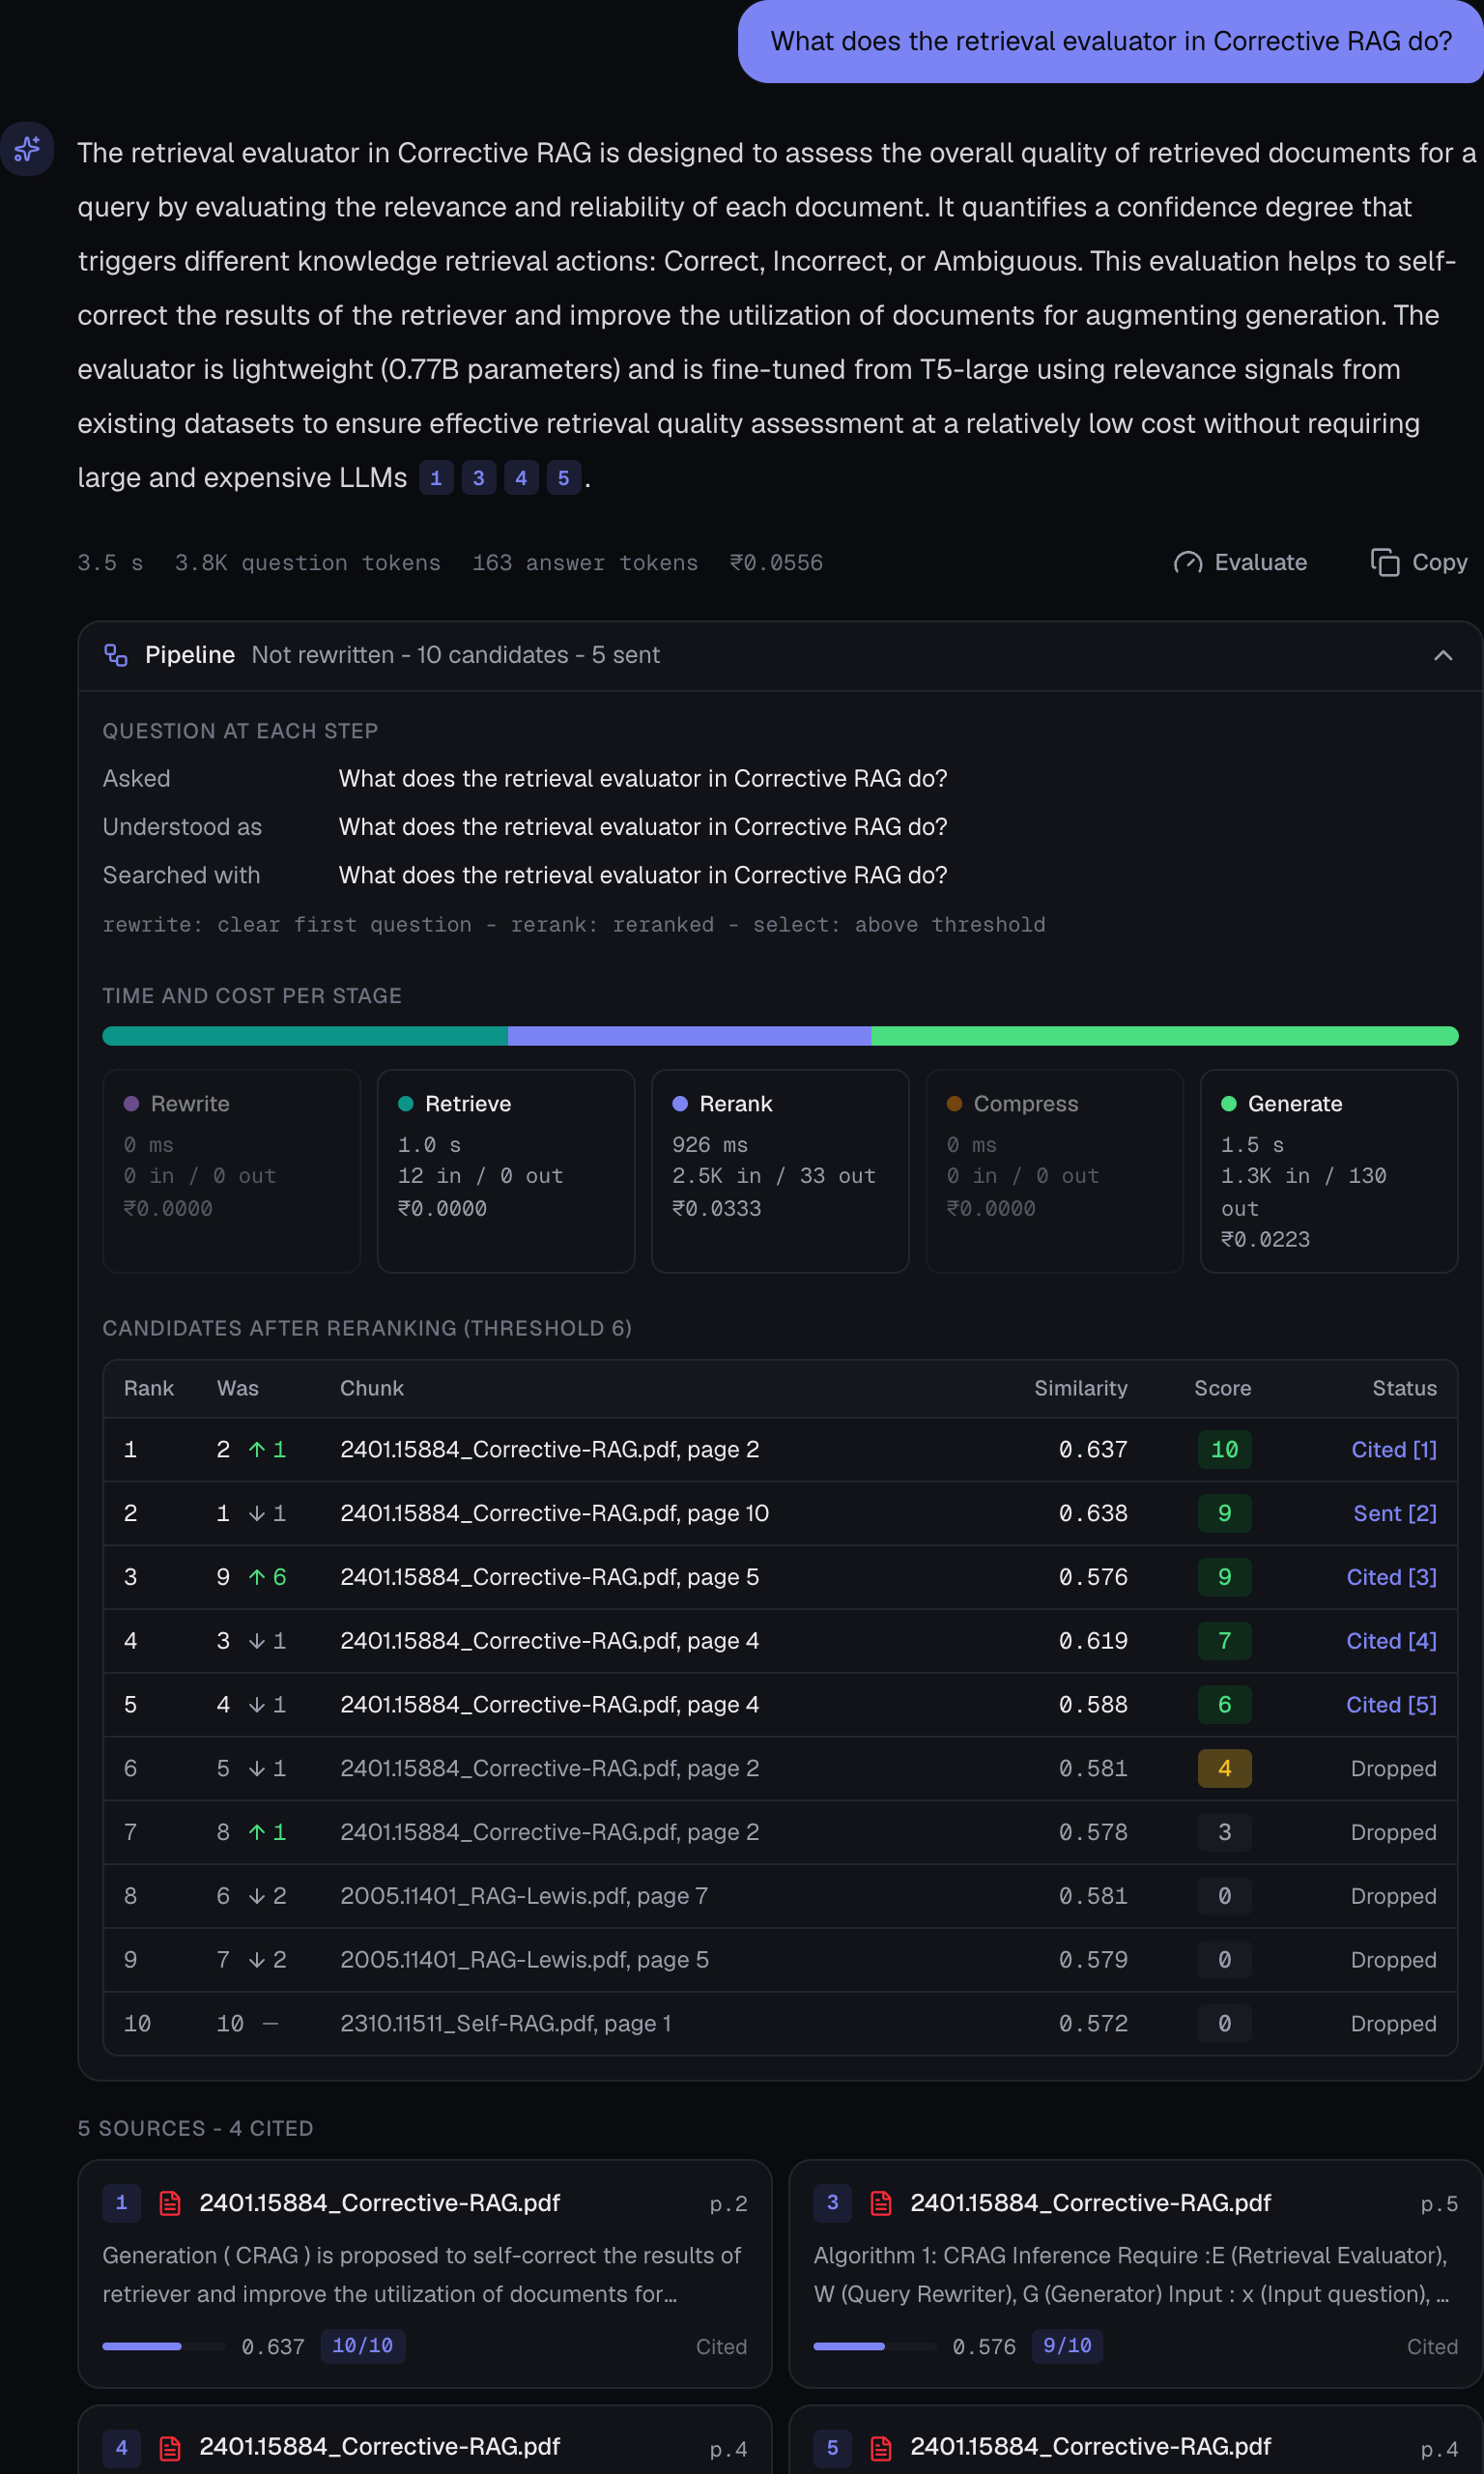 What does the retrieval evaluator in Corrective RAG do?
The retrieval evaluator in Corrective RAG is designed to assess the overall quality of retrieved documents for a
query by evaluating the relevance and reliability of each document. It quantifies a confidence degree that
triggers different knowledge retrieval actions: Correct, Incorrect, or Ambiguous. This evaluation helps to self-
correct the results of the retriever and improve the utilization of documents for augmenting generation. The
evaluator is lightweight (0.77B parameters) and is fine-tuned from T5-large using relevance signals from
existing datasets to ensure effective retrieval quality assessment at a relatively low cost without requiring
large and expensive LLMs 1 3 4 5 .
3.5 s 3.8K question tokens 163 answer tokens ₹0.0556 Evaluate Copy
Pipeline Not rewritten - 10 candidates - 5 sent
QUESTION AT EACH STEP
Asked What does the retrieval evaluator in Corrective RAG do?
Understood as What does the retrieval evaluator in Corrective RAG do?
Searched with What does the retrieval evaluator in Corrective RAG do?
rewrite: clear first question - rerank: reranked - select: above threshold
TIME AND COST PER STAGE
Rewrite Retrieve Rerank Compress Generate
0 ms 1.0 s 926 ms 0 ms 1.5 s
0 in / 0 out 12 in / 0 out 2.5K in / 33 out 0 in / 0 out 1.3K in / 130
₹0.0000 ₹0.0000 ₹0.0333 ₹0.0000 out
₹0.0223
CANDIDATES AFTER RERANKING (THRESHOLD 6)
Rank Was Chunk Similarity Score Status
1 2 ↑ 1 2401.15884_Corrective-RAG.pdf, page 2 0.637 10 Cited [1]
2 1 ↓ 1 2401.15884_Corrective-RAG.pdf, page 10 0.638 9 Sent [2]
3 9 ↑ 6 2401.15884_Corrective-RAG.pdf, page 5 0.576 9 Cited [3]
4 3 ↓ 1 2401.15884_Corrective-RAG.pdf, page 4 0.619 7 Cited [4]
5 4 ↓ 1 2401.15884_Corrective-RAG.pdf, page 4 0.588 6 Cited [5]
6 5 ↓ 1 2401.15884_Corrective-RAG.pdf, page 2 0.581 4 Dropped
7 8 ↑ 1 2401.15884_Corrective-RAG.pdf, page 2 0.578 3 Dropped
8 6 ↓ 2 2005.11401_RAG-Lewis.pdf, page 7 0.581 0 Dropped
9 7 ↓ 2 2005.11401_RAG-Lewis.pdf, page 5 0.579 0 Dropped
10 10 — 2310.11511_Self-RAG.pdf, page 1 0.572 0 Dropped
5 SOURCES - 4 CITED
1 2401.15884_Corrective-RAG.pdf p.2
Generation ( CRAG ) is proposed to self-correct the results of
retriever and improve the utilization of documents for…
0.637 10/10 Cited
3 2401.15884_Corrective-RAG.pdf p.5
Algorithm 1: CRAG Inference Require :E (Retrieval Evaluator),
W (Query Rewriter), G (Generator) Input : x (Input question), …
0.576 9/10 Cited
4 2401.15884_Corrective-RAG.pdf p.4
5 2401.15884_Corrective-RAG.pdf p.4